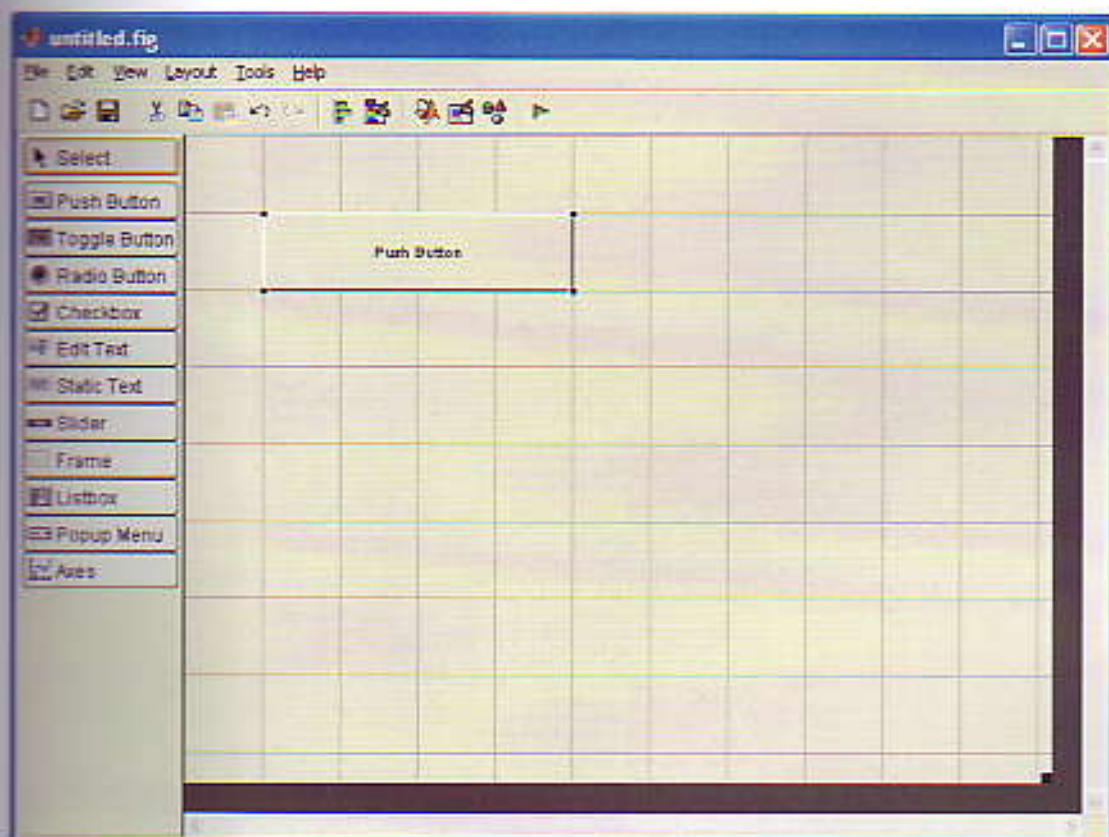 untitled.fig
File Edit View Layout Tools Help
Select
Push Button
Toggle Button
Radio Button
Checkbox
Edit Text
Static Text
Slider
Frame
Listbox
Popup Menu
Axes
Push Button